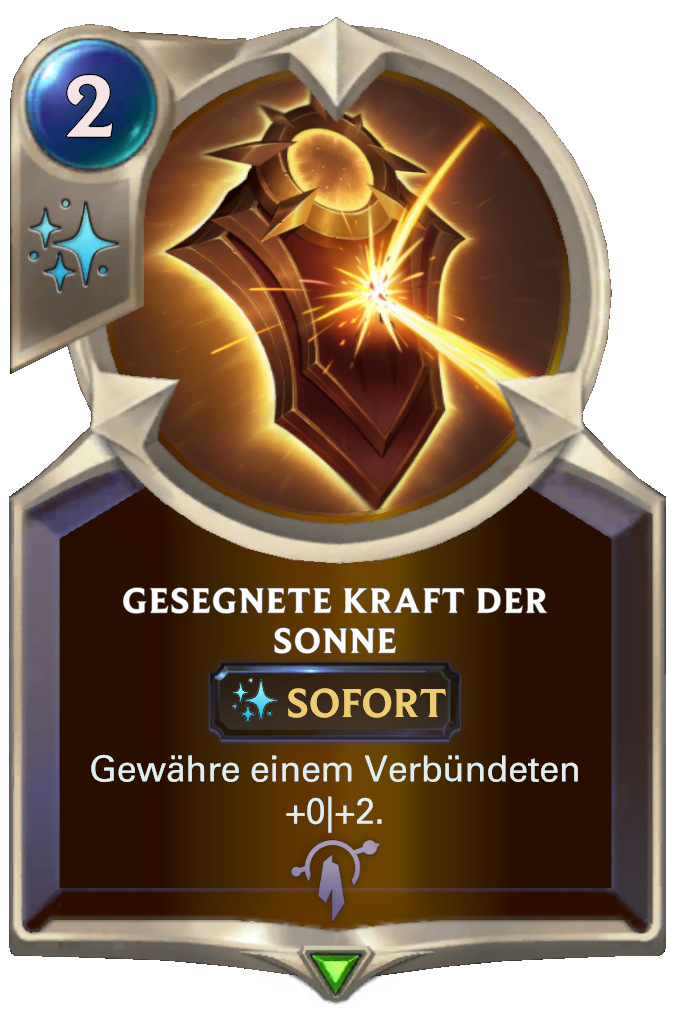 2
GESEGNETE KRAFT DER
SONNE
SOFORT
Gewähre einem Verbündeten
+0|+2.